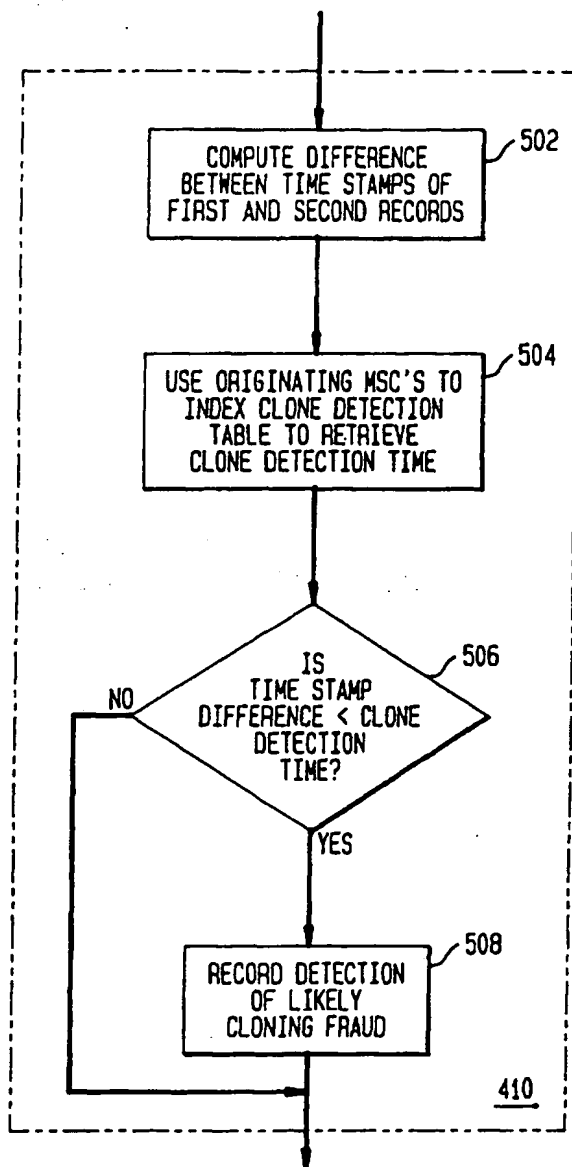 COMPUTE DIFFERENCE
BETWEEN TIME STAMPS OF
FIRST AND SECOND RECORDS
502
USE ORIGINATING MSC'S TO
INDEX CLONE DETECTION
TABLE TO RETRIEVE
CLONE DETECTION TIME
504
IS
TIME STAMP
DIFFERENCE < CLONE
DETECTION
TIME?
506
NO
YES
RECORD DETECTION
OF LIKELY
CLONING FRAUD
508
410